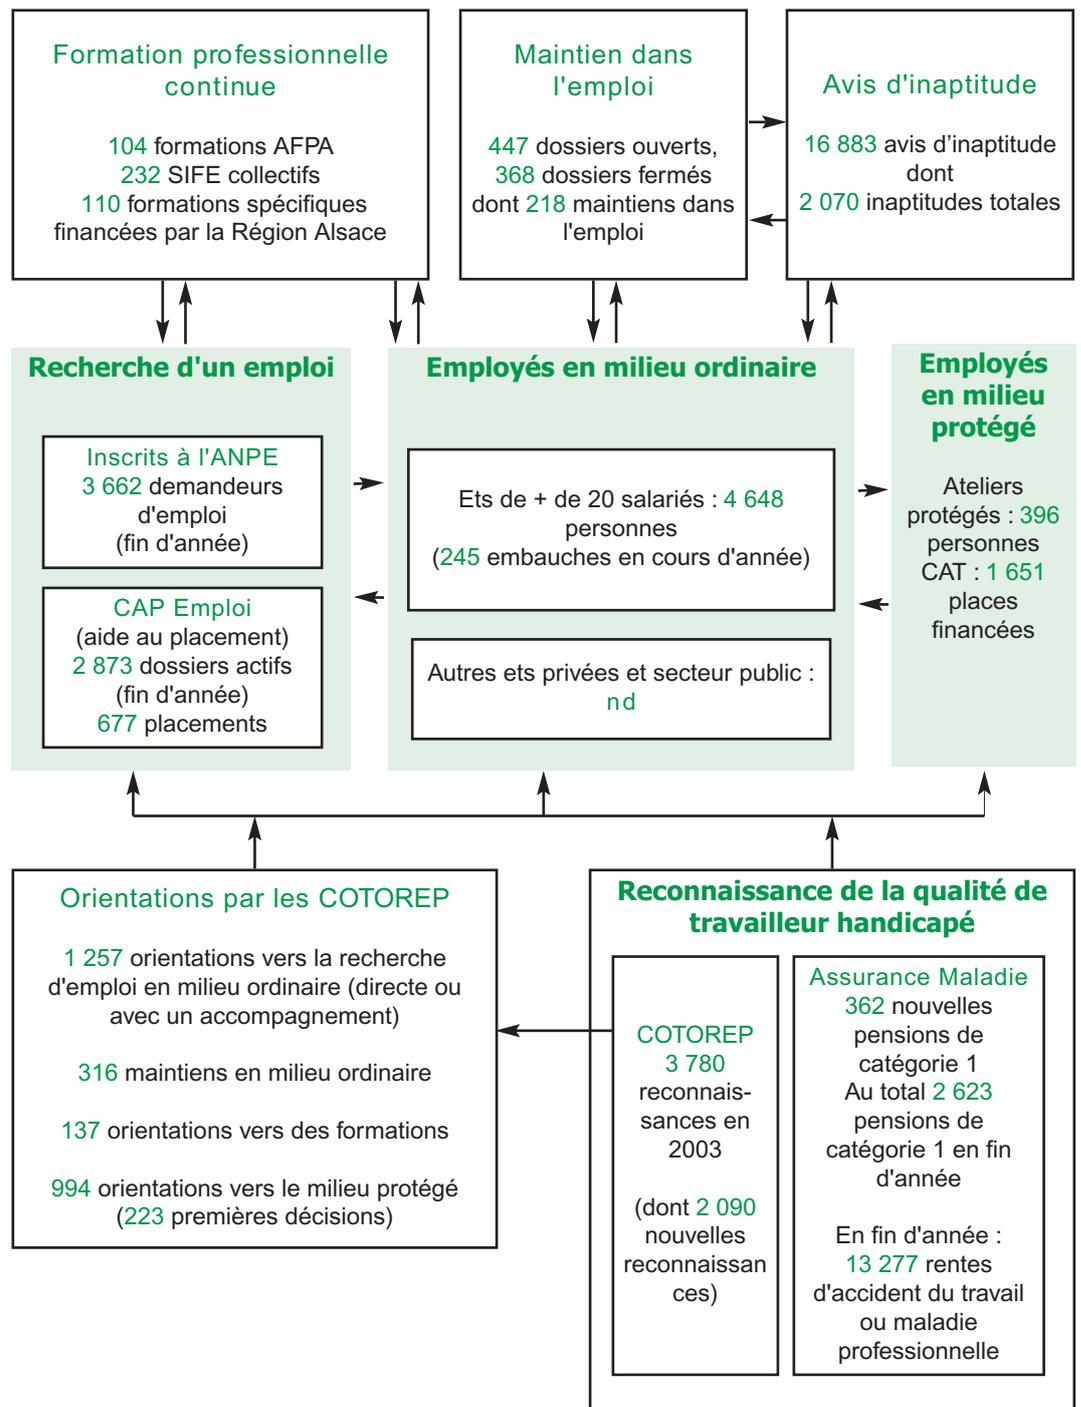 Formation professionnelle
continue
104 formations AFPA
232 SIFE collectifs
110 formations spécifiques
financées par la Région Alsace
Maintien dans
l'emploi
447 dossiers ouverts,
368 dossiers fermés
dont 218 maintiens dans
l'emploi
Avis d'inaptitude
16 883 avis d’inaptitude
dont
2 070 inaptitudes totales
Recherche d'un emploi
Inscrits à l'ANPE
3 662 demandeurs
d'emploi
(fin d'année)
CAP Emploi
(aide au placement)
2 873 dossiers actifs
(fin d'année)
677 placements
Employés en milieu ordinaire
Ets de + de 20 salariés : 4 648
personnes
(245 embauches en cours d'année)
Autres ets privées et secteur public :
nd
Employés
en milieu
protégé
Ateliers
protégés : 396
personnes
CAT : 1 651
places
financées
Orientations par les COTOREP
1 257 orientations vers la recherche
d'emploi en milieu ordinaire (directe ou
avec un accompagnement)
316 maintiens en milieu ordinaire
137 orientations vers des formations
994 orientations vers le milieu protégé
(223 premières décisions)
Reconnaissance de la qualité de
travailleur handicapé
COTOREP
3 780
reconnais-
sances en
2003
(dont 2 090
nouvelles
reconnaissan
ces)
Assurance Maladie
362 nouvelles
pensions de
catégorie 1
Au total 2 623
pensions de
catégorie 1 en fin
d'année
En fin d'année :
13 277 rentes
d'accident du travail
ou maladie
professionnelle